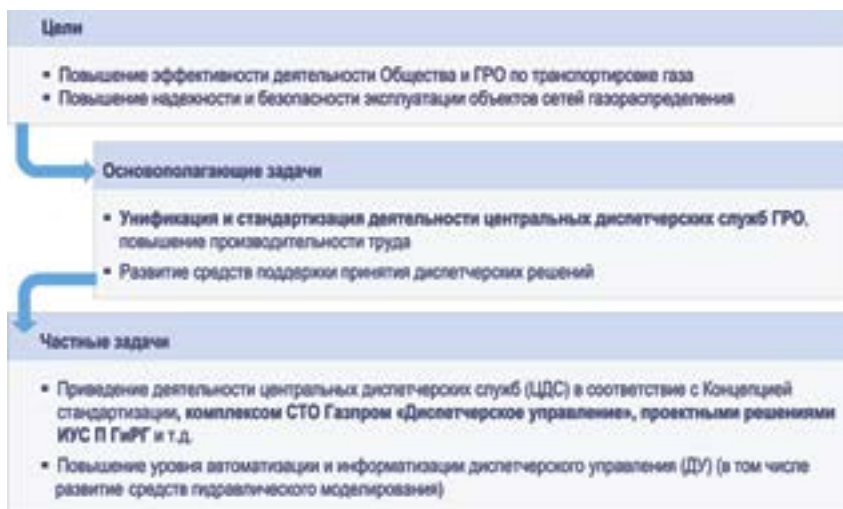 Цели
▪ Повышение эффективности деятельности Общества и ГРО по транспортировке газа
▪ Повышение надежности и безопасности эксплуатации объектов сетей газораспределения
Основополагающие задачи
▪ Унификация и стандартизация деятельности центральных диспетчерских служб ГРО,
повышение производительности труда
▪ Развитие средств поддержки принятия диспетчерских решений
Частные задачи
▪ Приведение деятельности центральных диспетчерских служб (ЦДС) в соответствие с Концепцией
стандартизации, комплексом СТО Газпром «Диспетчерское управление», проектными решениями
ИУС П ГиРГ и т.д.
▪ Повышение уровня автоматизации и информатизации диспетчерского управления (ДУ) (в том числе
развитие средств гидравлического моделирования)